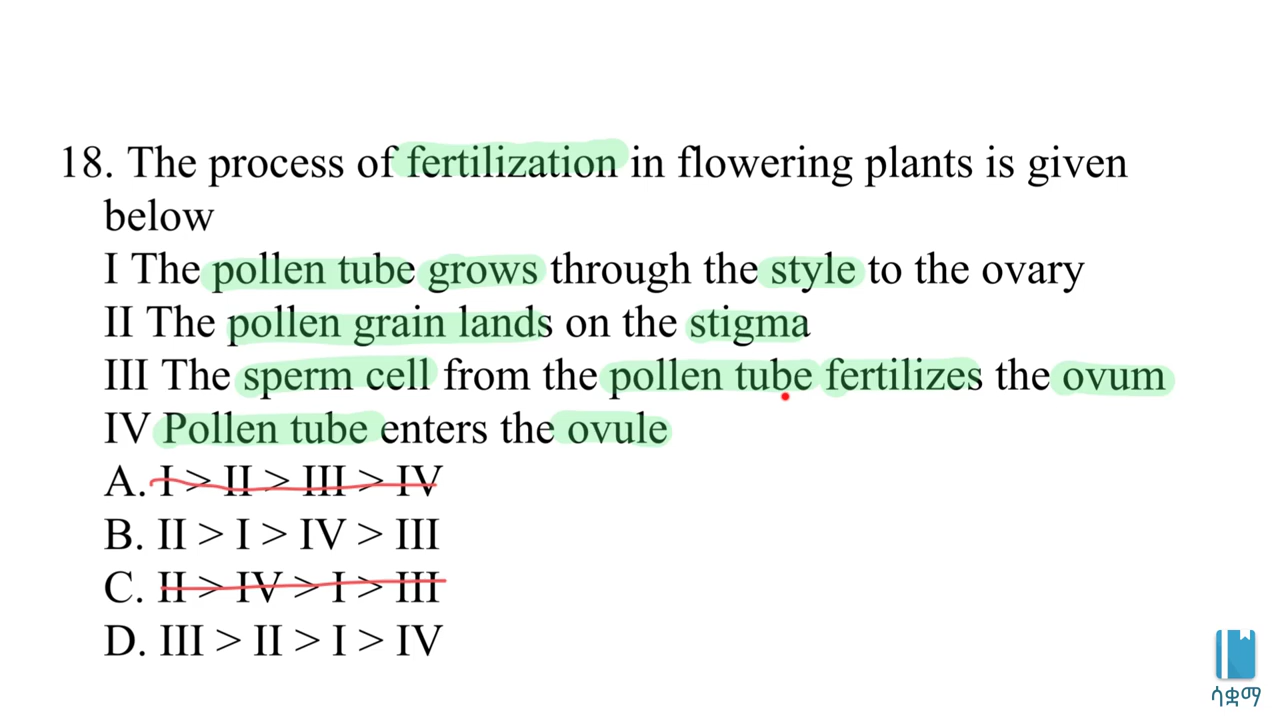 18. The process of fertilization in flowering plants is given
below
I The pollen tube grows through the style to the ovary
II The pollen grain lands on the stigma
III The sperm cell from the pollen tube fertilizes the ovum
IV Pollen tube enters the ovule
A. I > II > III > IV
B. II > I > IV > III
C. II > IV > I > III
D. III > II > I > IV
ሳቋማ